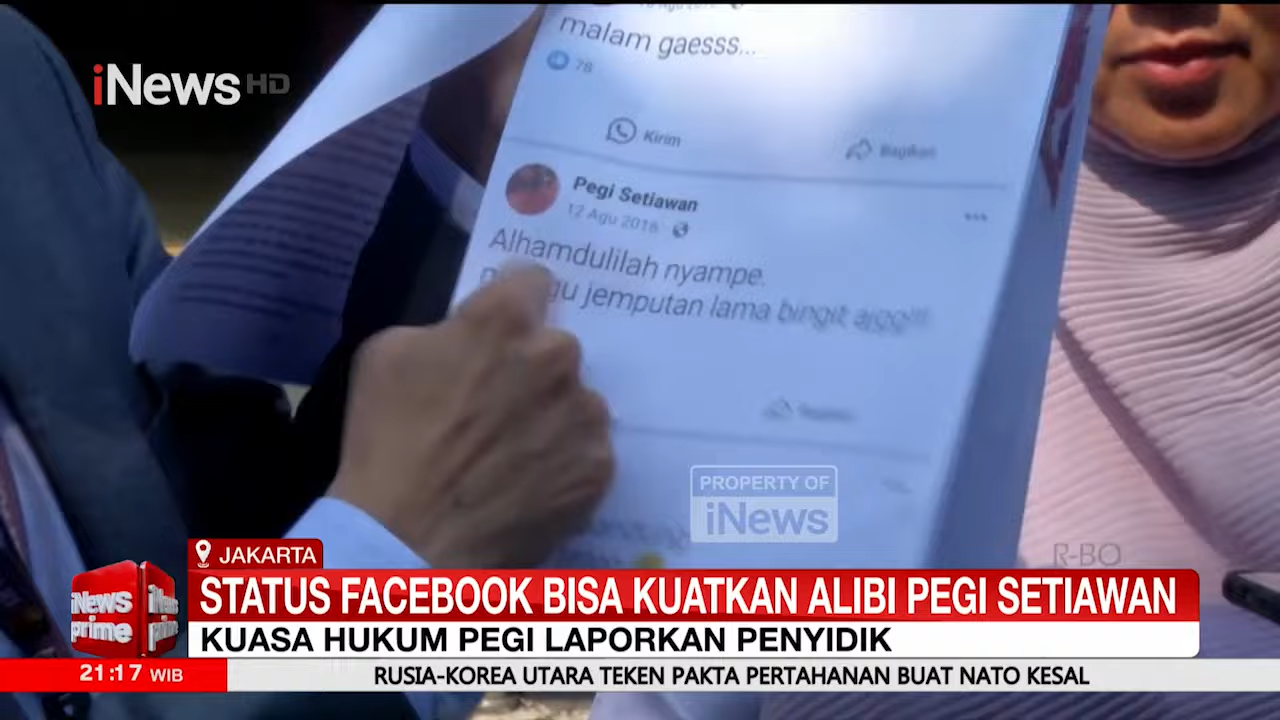 iNews HD
malam gaesss...
78
Kirim
Bagikan
Pegi Setiawan
12 Agu 2016
Alhamdulilah nyampe.
jemputan lama bingit
PROPERTY OF
iNews
R-BO
JAKARTA
STATUS FACEBOOK BISA KUATKAN ALIBI PEGI SETIAWAN
KUASA HUKUM PEGI LAPORKAN PENYIDIK
iNews
prime
iNews
prime
21:17 WIB
RUSIA-KOREA UTARA TEKEN PAKTA PERTAHANAN BUAT NATO KESAL